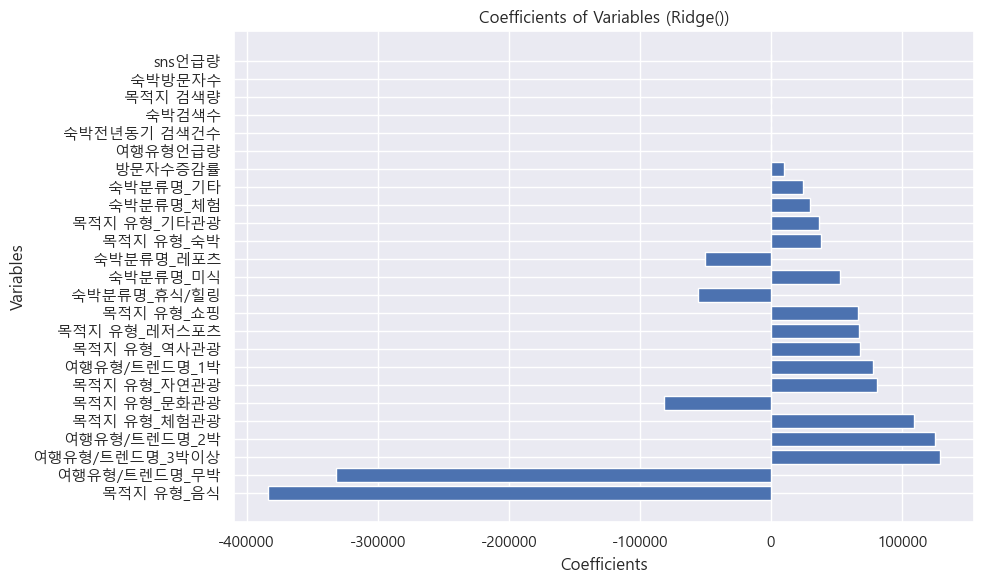 Coefficients of Variables (Ridge())
Variables
sns언급량
숙박방문자수
목적지 검색량
숙박검색수
숙박전년동기 검색건수
여행유형언급량
방문자수증감률
숙박분류명_기타
숙박분류명_체험
목적지 유형_기타관광
목적지 유형_숙박
숙박분류명_레포츠
숙박분류명_미식
숙박분류명_휴식/힐링
목적지 유형_쇼핑
목적지 유형_레저스포츠
목적지 유형_역사관광
여행유형/트렌드명_1박
목적지 유형_자연관광
목적지 유형_문화관광
목적지 유형_체험관광
여행유형/트렌드명_2박
여행유형/트렌드명_3박이상
여행유형/트렌드명_무박
목적지 유형_음식
-400000 -300000 -200000 -100000 0 100000
Coefficients